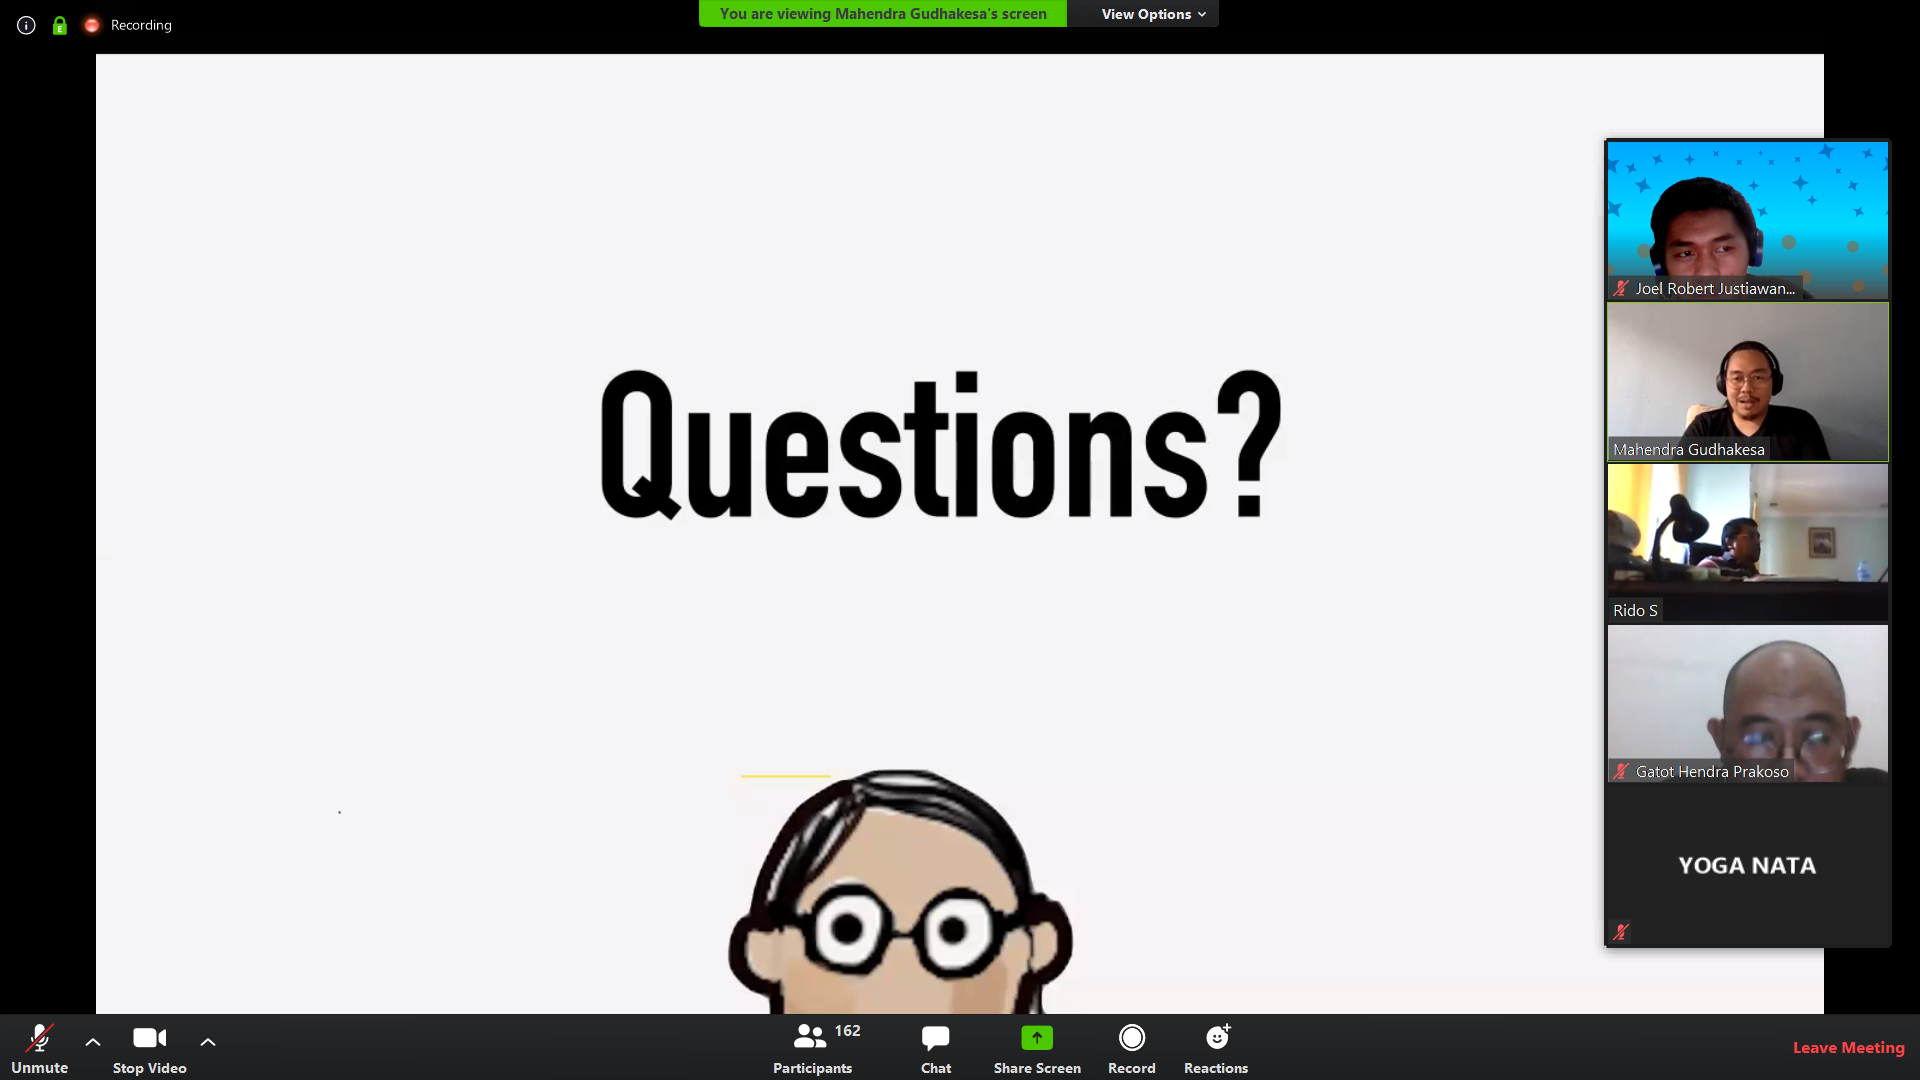 Recording
You are viewing Mahendra Gudhakesa's screen
View Options
Questions?
Joel Robert Justiawan...
Mahendra Gudhakesa
Rido S
Gatot Hendra Prakoso
YOGA NATA
Unmute
Stop Video
162
Participants
Chat
Share Screen
Record
Reactions
Leave Meeting